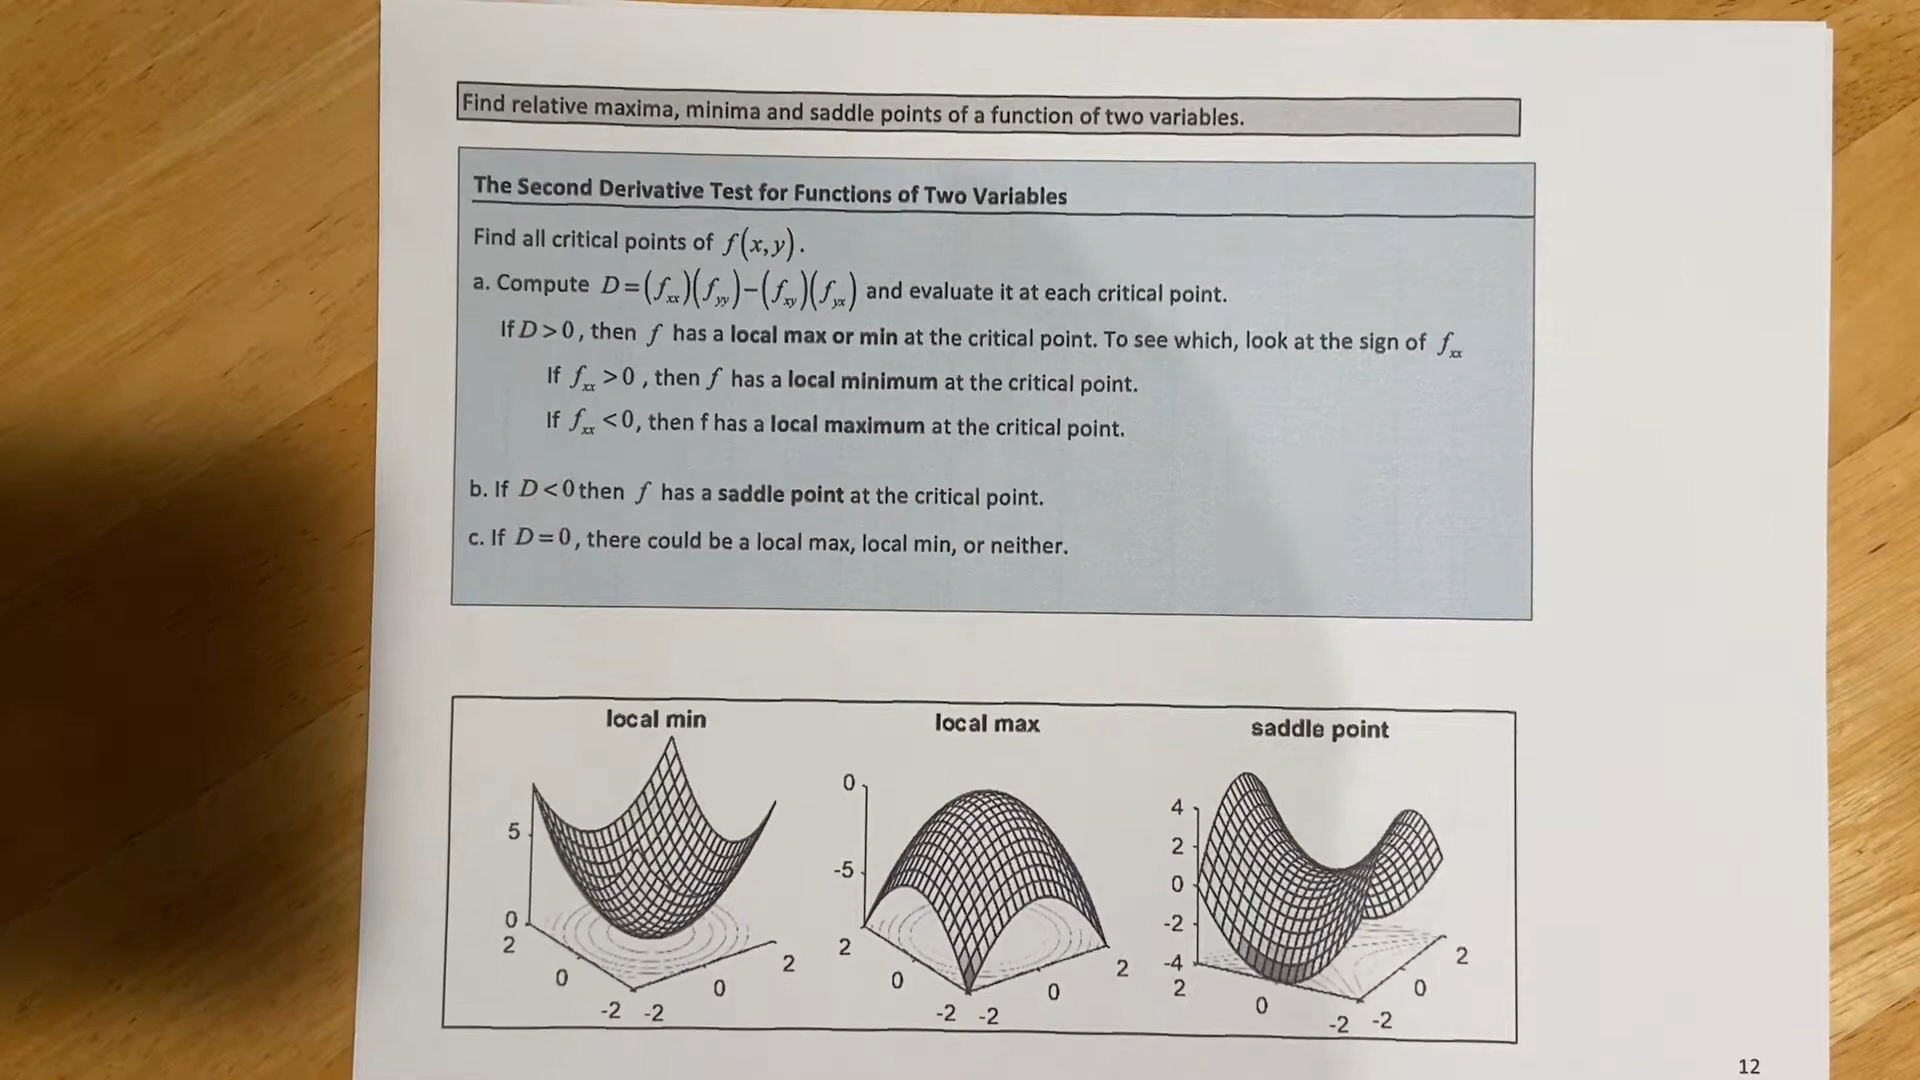 Find relative maxima, minima and saddle points of a function of two variables.
The Second Derivative Test for Functions of Two Variables
Find all critical points of f(x,y).
a. Compute D=(fₓₓ)(f_yy)−(f_xy)(f_yx) and evaluate it at each critical point.
If D>0, then f has a local max or min at the critical point. To see which, look at the sign of fₓₓ
If fₓₓ >0, then f has a local minimum at the critical point.
If fₓₓ <0, then f has a local maximum at the critical point.
b. If D<0 then f has a saddle point at the critical point.
c. If D=0, there could be a local max, local min, or neither.
local min
5
0
2
0
-2 -2
0
2
local max
0
-5
2
0
-2 -2
0
2
saddle point
4
2
0
-2
-4
2
0
-2 -2
0
2
12